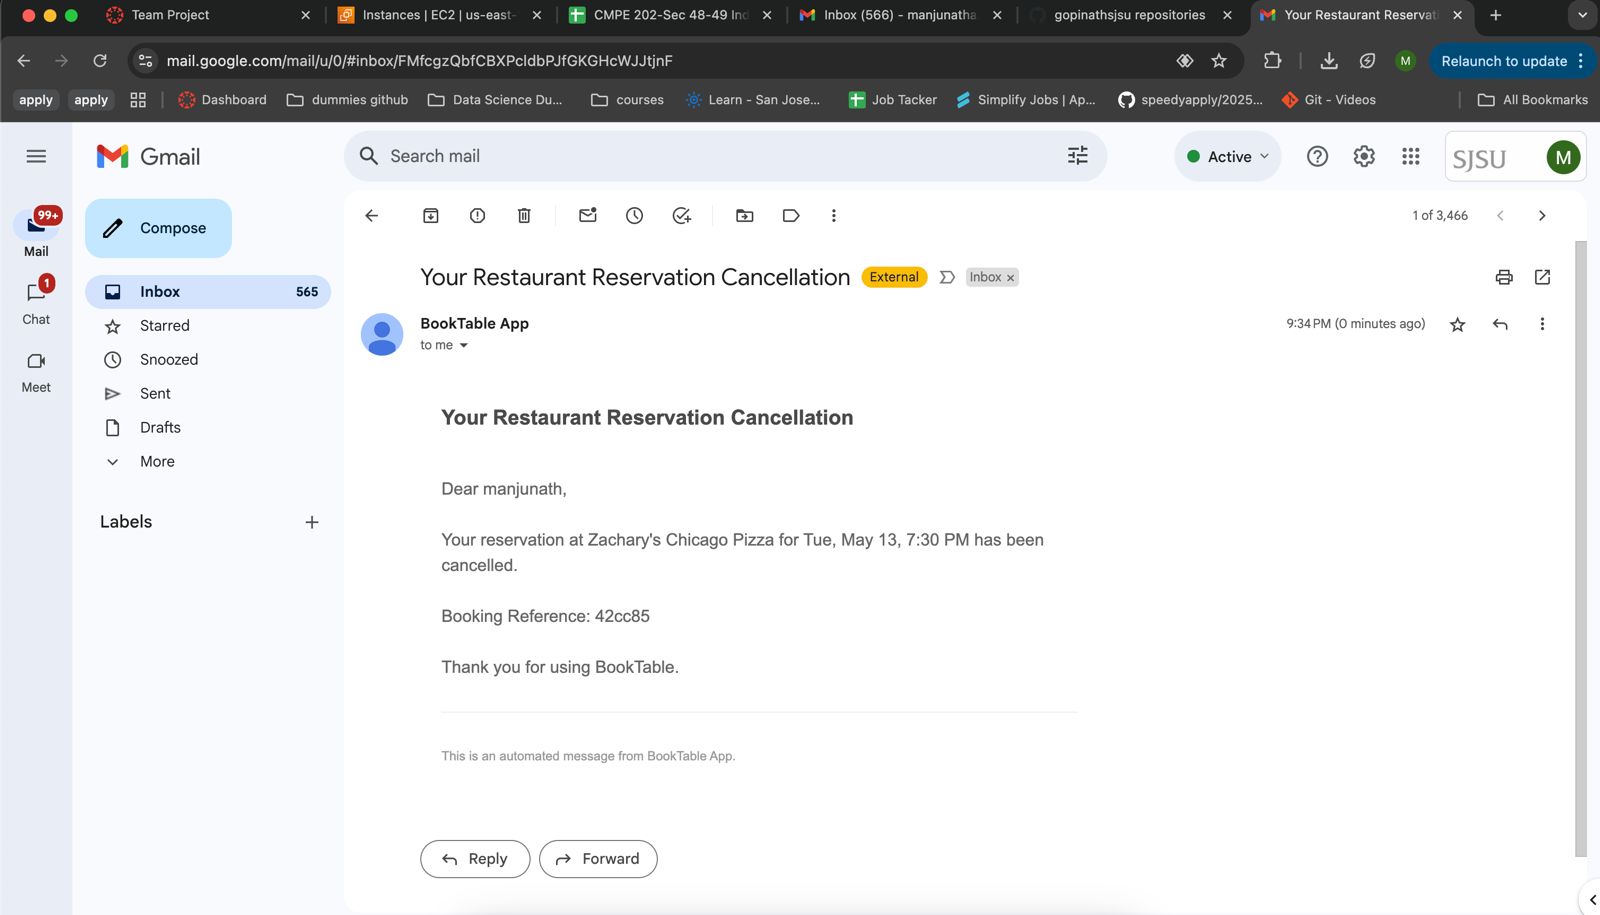 Team Project
Instances | EC2 | us-east-
CMPE 202-Sec 48-49 Ind
Inbox (566) - manjunatha
gopinathsjsu repositories
Your Restaurant Reservati
mail.google.com/mail/u/0/#inbox/FMfcgzQbfCBXPcldbPJfGKGHcWJJtjnF
M
Relaunch to update
apply
apply
Dashboard
dummies github
Data Science Du...
courses
Learn - San Jose...
Job Tacker
Simplify Jobs | Ap...
speedyapply/2025...
Git - Videos
All Bookmarks
Gmail
Search mail
Active
SJSU
M
99+
Mail
1
Chat
Meet
Compose
Inbox 565
Starred
Snoozed
Sent
Drafts
More
Labels
1 of 3,466
Your Restaurant Reservation Cancellation External Inbox x
BookTable App
9:34 PM (0 minutes ago)
to me
Your Restaurant Reservation Cancellation
Dear manjunath,
Your reservation at Zachary's Chicago Pizza for Tue, May 13, 7:30 PM has been
cancelled.
Booking Reference: 42cc85
Thank you for using BookTable.
This is an automated message from BookTable App.
Reply
Forward